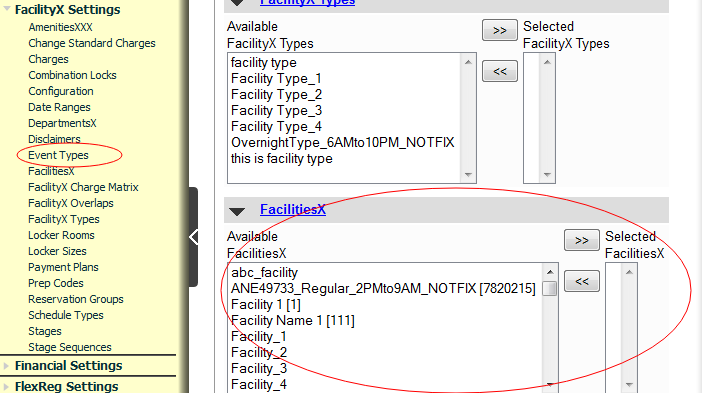 FacilityX Settings
AmenitiesXXX
Change Standard Charges
Charges
Combination Locks
Configuration
Date Ranges
DepartmentsX
Disclaimers
Event Types
FacilitiesX
FacilityX Charge Matrix
FacilityX Overlaps
FacilityX Types
Locker Rooms
Locker Sizes
Payment Plans
Prep Codes
Reservation Groups
Schedule Types
Stages
Stage Sequences
Financial Settings
FlexReg Settings
FacilityX Types
Available
FacilityX Types
>>
<<
Selected
FacilityX Types
facility type
Facility Type_1
Facility Type_2
Facility Type_3
Facility Type_4
OvernightType_6AMto10PM_NOTFIX
this is facility type
FacilitiesX
Available
FacilitiesX
>>
<<
Selected
FacilitiesX
abc_facility
ANE49733_Regular_2PMto9AM_NOTFIX [7820215]
Facility 1 [1]
Facility Name 1 [111]
Facility_1
Facility_2
Facility_3
Facility_4